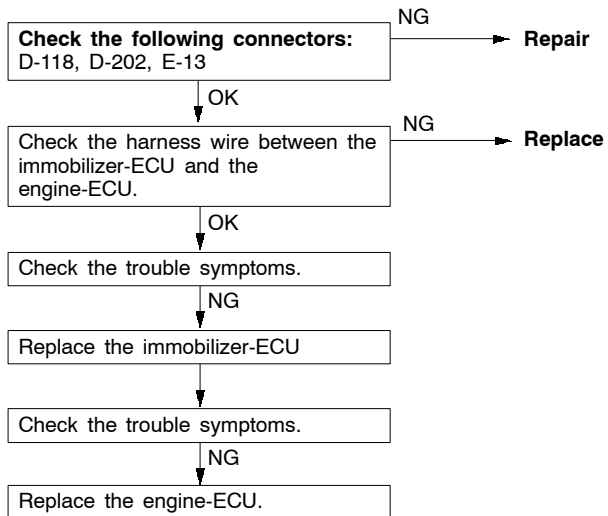 Check the following connectors:
D-118, D-202, E-13
NG
Repair
OK
Check the harness wire between the
immobilizer-ECU and the
engine-ECU.
NG
Replace
OK
Check the trouble symptoms.
NG
Replace the immobilizer-ECU
Check the trouble symptoms.
NG
Replace the engine-ECU.